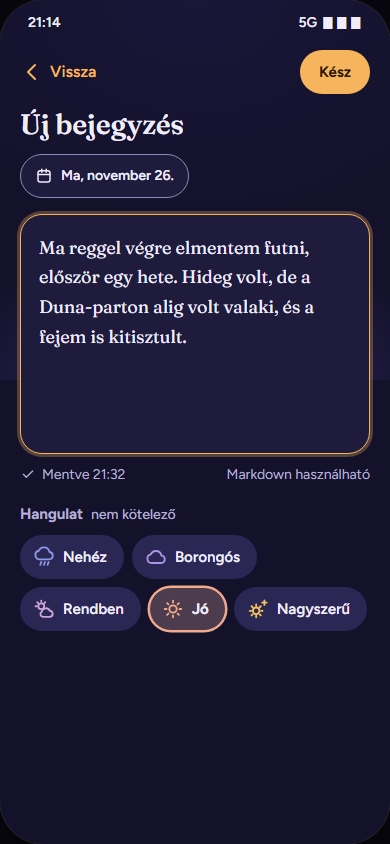 21:14
5G
Vissza
Kész
Új bejegyzés
Ma, november 26.
Ma reggel végre elmentem futni,
először egy hete. Hideg volt, de a
Duna-parton alig volt valaki, és a
fejem is kitisztult.
Mentve 21:32
Markdown használható
Hangulat nem kötelező
Nehéz
Borongós
Rendben
Jó
Nagyszerű